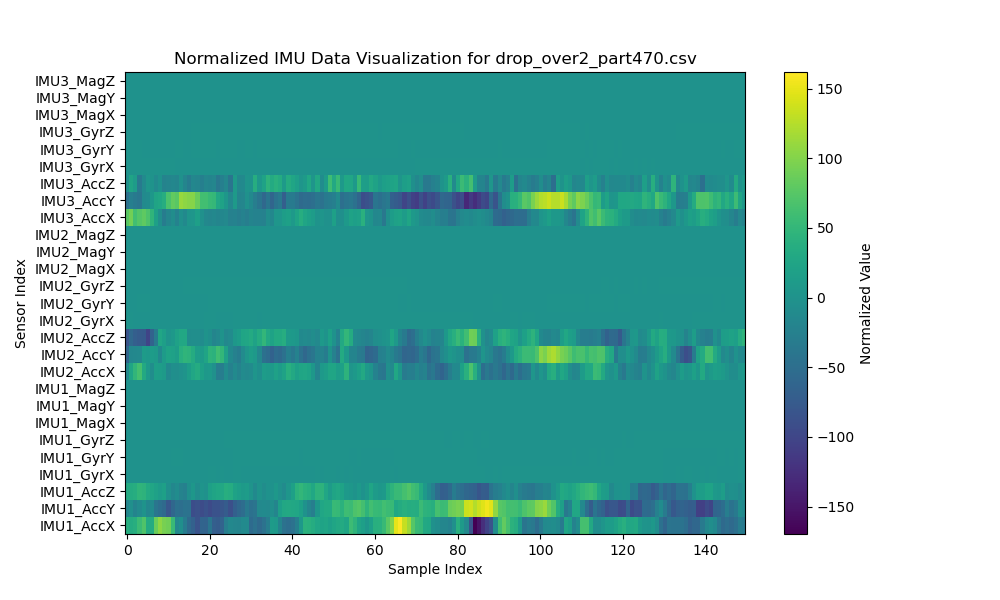 Normalized IMU Data Visualization for drop_over2_part470.csv
IMU3_MagZ
IMU3_MagY
IMU3_MagX
IMU3_GyrZ
IMU3_GyrY
IMU3_GyrX
IMU3_AccZ
IMU3_AccY
IMU3_AccX
IMU2_MagZ
IMU2_MagY
IMU2_MagX
IMU2_GyrZ
IMU2_GyrY
IMU2_GyrX
IMU2_AccZ
IMU2_AccY
IMU2_AccX
IMU1_MagZ
IMU1_MagY
IMU1_MagX
IMU1_GyrZ
IMU1_GyrY
IMU1_GyrX
IMU1_AccZ
IMU1_AccY
IMU1_AccX
Sensor Index
0 20 40 60 80 100 120 140
Sample Index
150
100
50
0
−50
−100
−150
Normalized Value